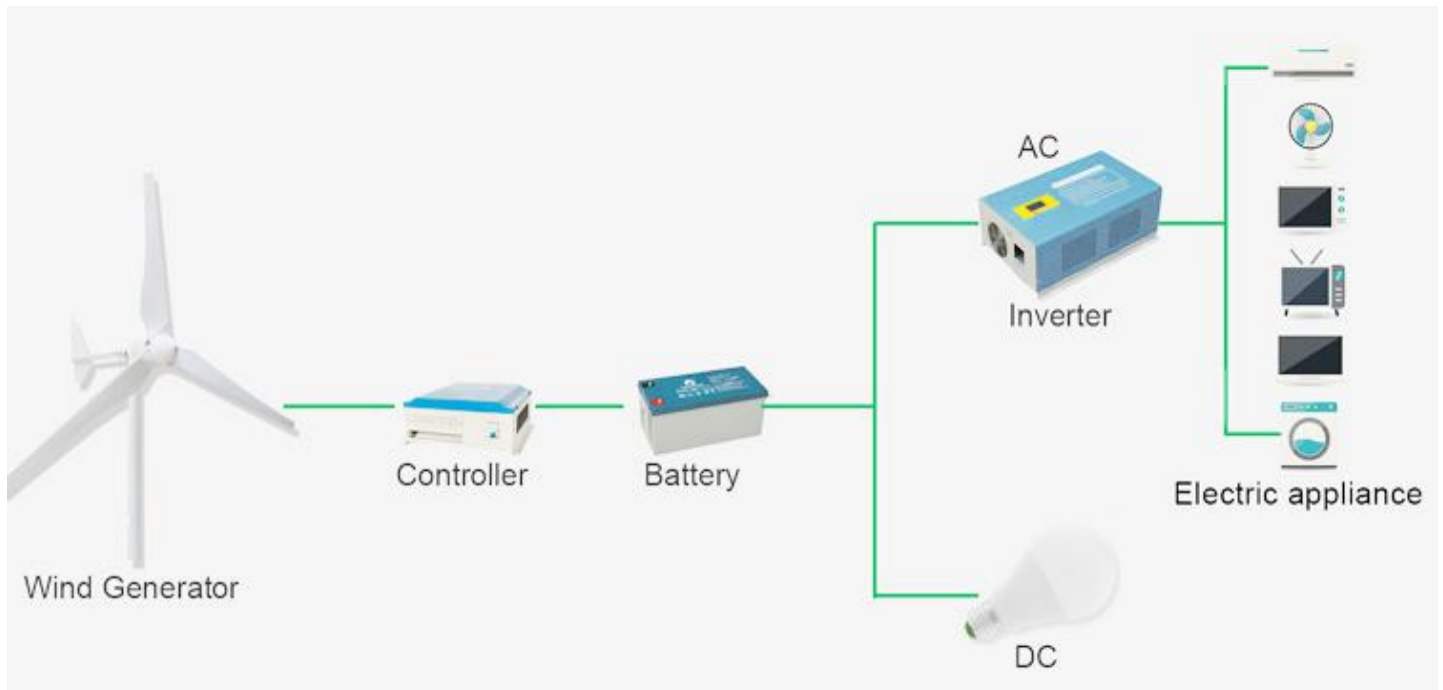 Wind Generator
Controller
Battery
AC
Inverter
DC
Electric appliance